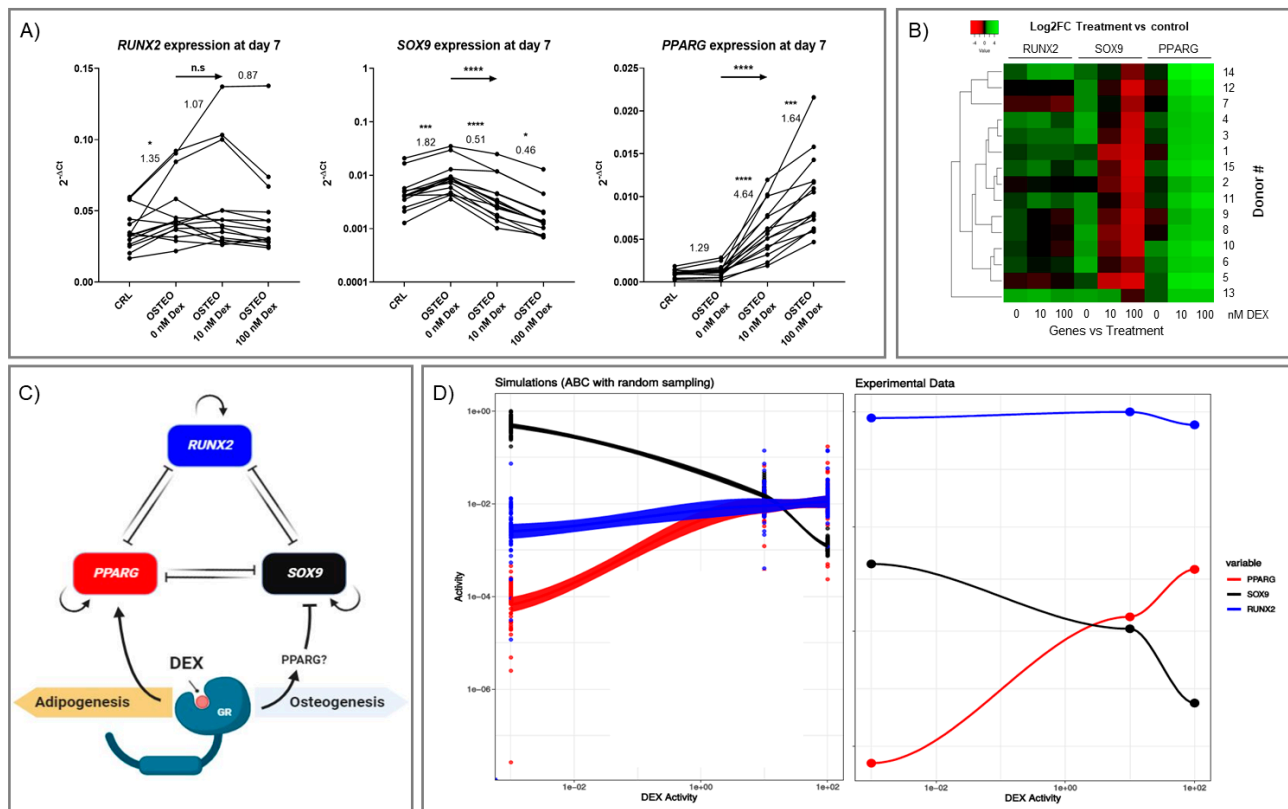 A)
RUNX2 expression at day 7
2^-ΔCt
0.15
0.10
0.05
0.00
n.s
0.87
1.07
*
1.35
CRL
OSTEO
0 nM Dex
OSTEO
10 nM Dex
OSTEO
100 nM Dex
SOX9 expression at day 7
2^-ΔCt
1
0.1
0.01
0.001
0.0001
****
***
1.82
****
0.51
*
0.46
CRL
OSTEO
0 nM Dex
OSTEO
10 nM Dex
OSTEO
100 nM Dex
PPARG expression at day 7
2^-ΔCt
0.025
0.020
0.015
0.010
0.005
0.000
****
***
1.64
****
4.64
1.29
CRL
OSTEO
0 nM Dex
OSTEO
10 nM Dex
OSTEO
100 nM Dex
B)
-4 0 4
Value
Log2FC Treatment vs control
RUNX2 SOX9 PPARG
14
12
7
4
3
1
15
2
11
9
8
10
6
5
13
Donor #
0 10 100 0 10 100 0 10 100 nM DEX
Genes vs Treatment
C)
RUNX2
PPARG
SOX9
PPARG?
DEX
Adipogenesis
GR
Osteogenesis
D)
Simulations (ABC with random sampling)
Activity
1e+00
1e-02
1e-04
1e-06
1e-02 1e+00 1e+02
DEX Activity
Experimental Data
1e-02 1e+00 1e+02
DEX Activity
variable
PPARG
SOX9
RUNX2